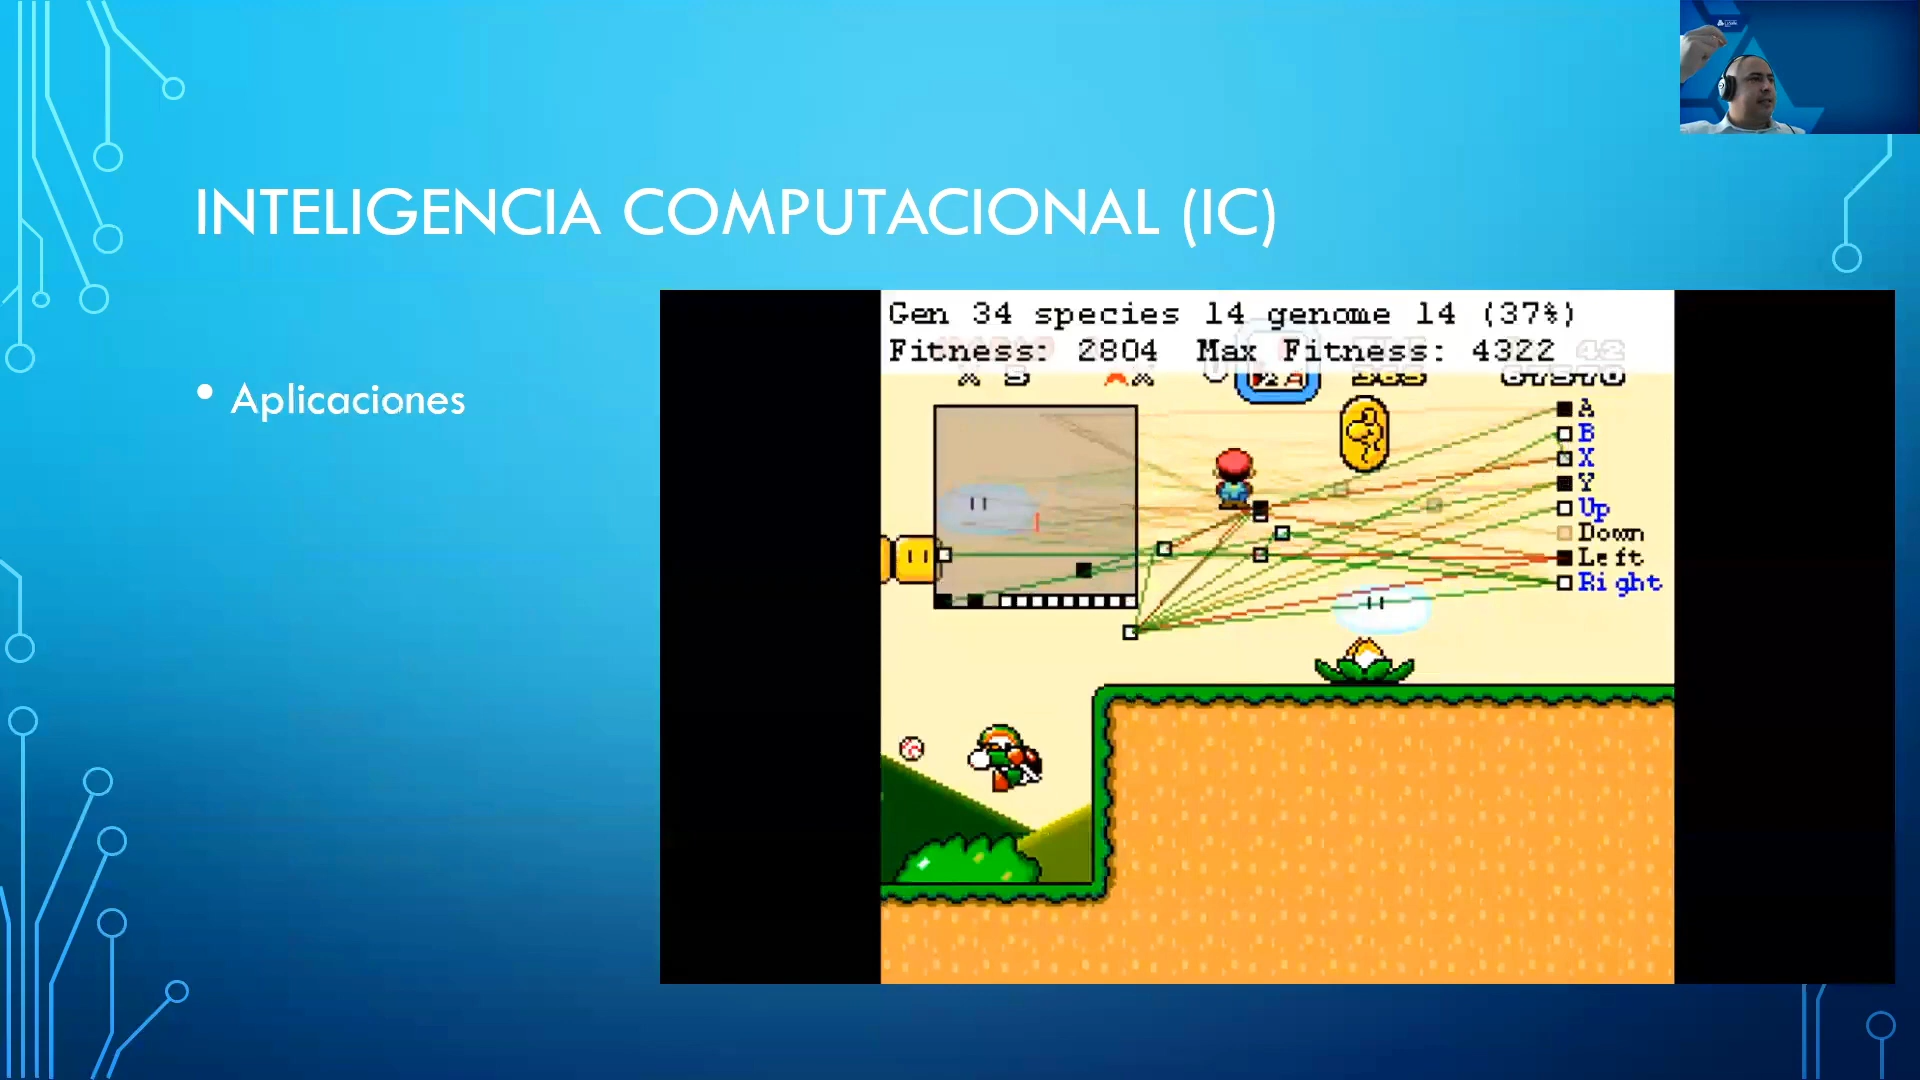 INTELIGENCIA COMPUTACIONAL (IC)
• Aplicaciones
Gen 34 species 14 genome 14 (37%)
Fitness: 2804 Max Fitness: 4322
A
B
X
Y
Up
Down
Left
Right